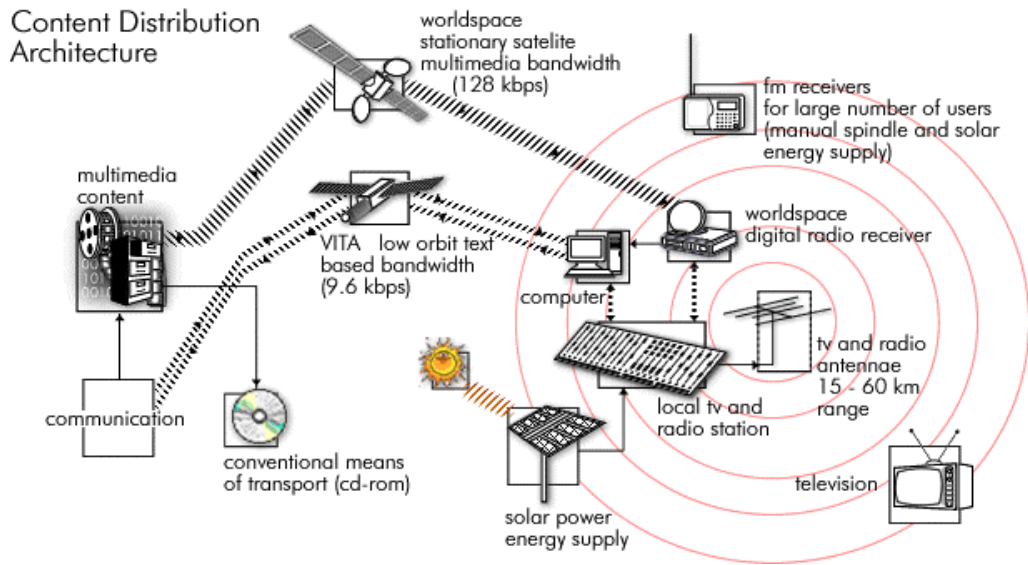 Content Distribution
Architecture
worldspace
stationary satelite
multimedia bandwidth
(128 kbps)
fm receivers
for large number of users
(manual spindle and solar
energy supply)
multimedia
content
VITA low orbit text
based bandwidth
(9.6 kbps)
worldspace
digital radio receiver
computer
tv and radio
antennae
15 - 60 km
range
communication
local tv and
radio station
conventional means
of transport (cd-rom)
television
solar power
energy supply